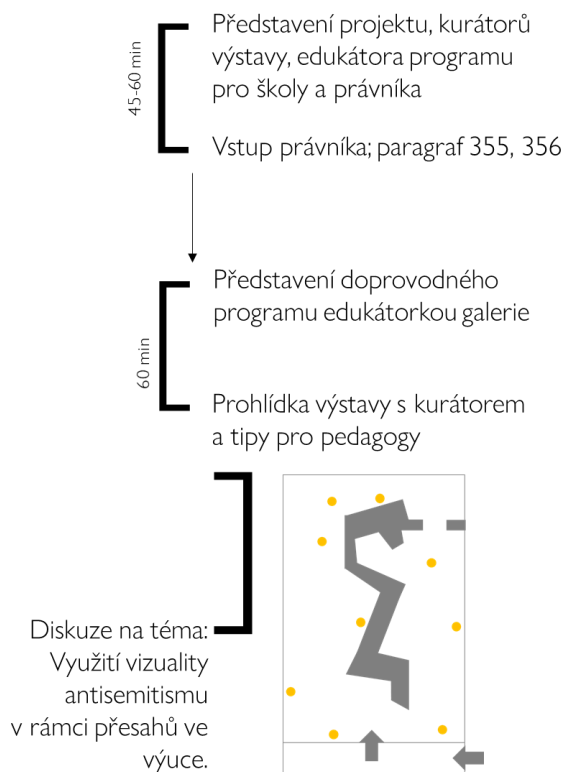 45-60 min
Představení projektu, kurátorů
výstavy, edukátora programu
pro školy a právníka
Vstup právníka; paragraf 355, 356
60 min
Představení doprovodného
programu edukátorkou galerie
Prohlídka výstavy s kurátorem
a tipy pro pedagogy
Diskuze na téma:
Využití vizuality
antisemitismu
v rámci přesahů ve
výuce.